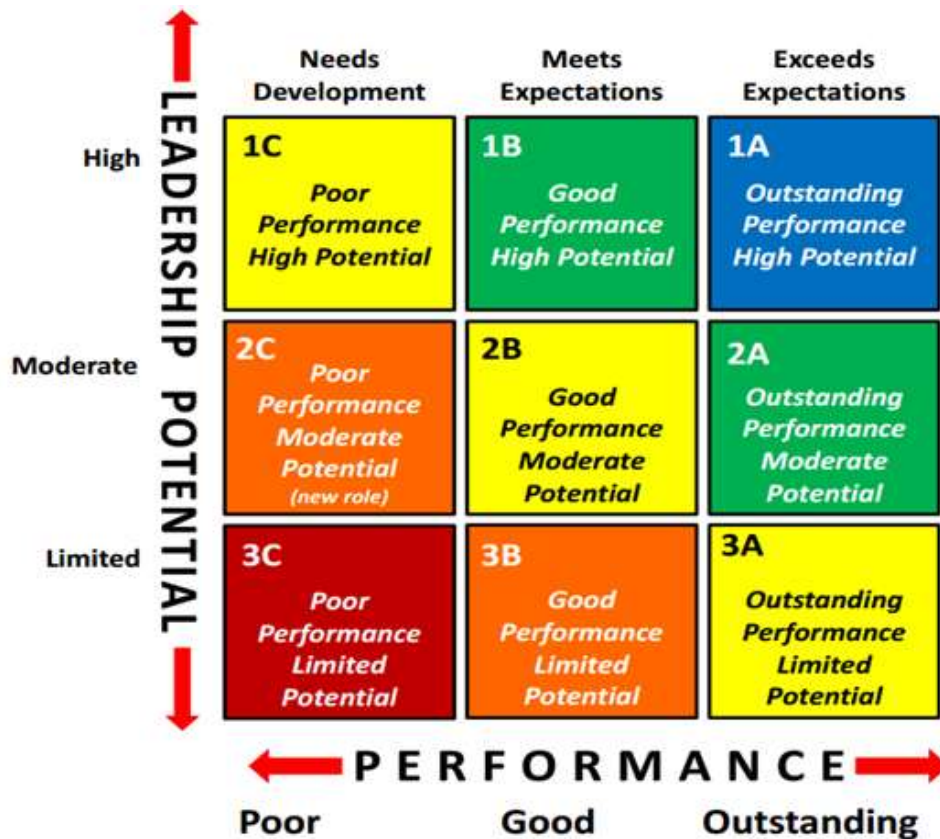 Needs
Development
Meets
Expectations
Exceeds
Expectations
LEADERSHIP POTENTIAL
High
1C
Poor
Performance
High Potential
1B
Good
Performance
High Potential
1A
Outstanding
Performance
High Potential
Moderate
2C
Poor
Performance
Moderate
Potential
(new role)
2B
Good
Performance
Moderate
Potential
2A
Outstanding
Performance
Moderate
Potential
Limited
3C
Poor
Performance
Limited
Potential
3B
Good
Performance
Limited
Potential
3A
Outstanding
Performance
Limited
Potential
PERFORMANCE
Poor
Good
Outstanding